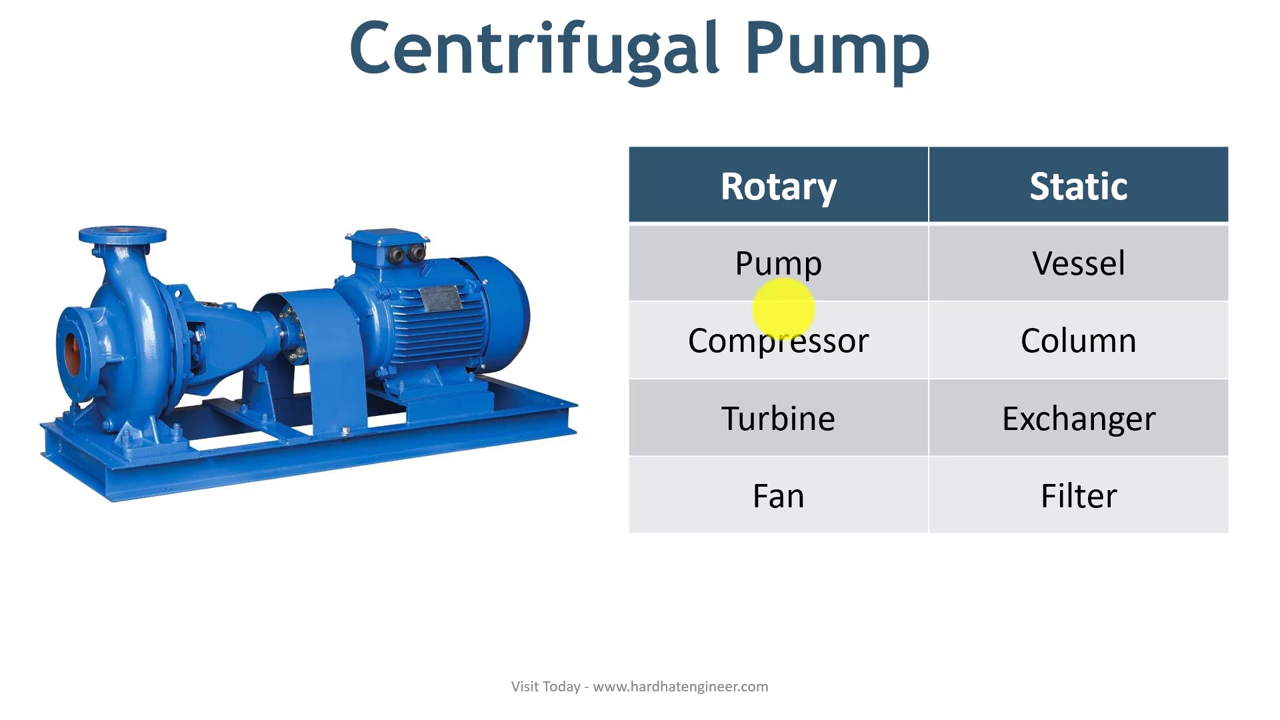 Centrifugal Pump
Rotary Static
Pump Vessel
Compressor Column
Turbine Exchanger
Fan Filter
Visit Today - www.hardhatengineer.com